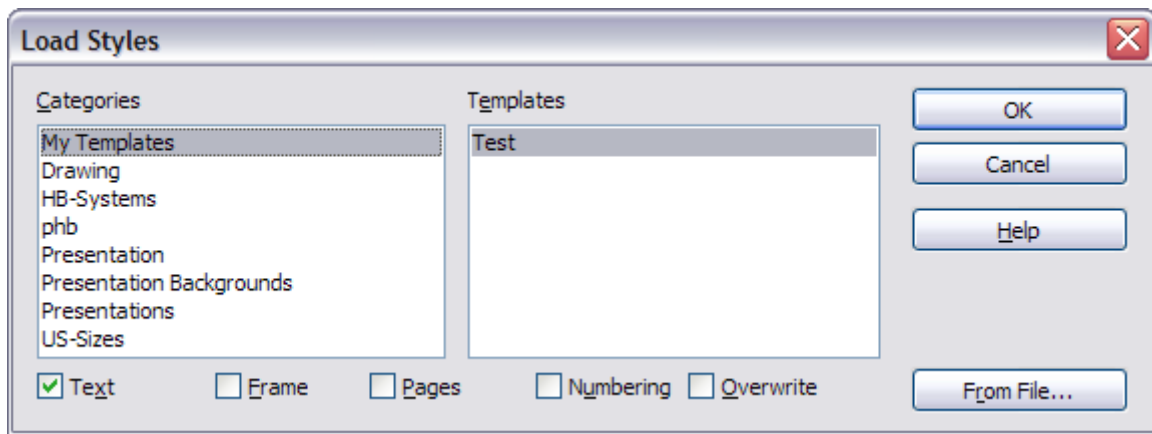 Load Styles
Categories
My Templates
Drawing
HB-Systems
phb
Presentation
Presentation Backgrounds
Presentations
US-Sizes
Templates
Test
OK
Cancel
Help
Text Frame Pages Numbering Overwrite
From File...